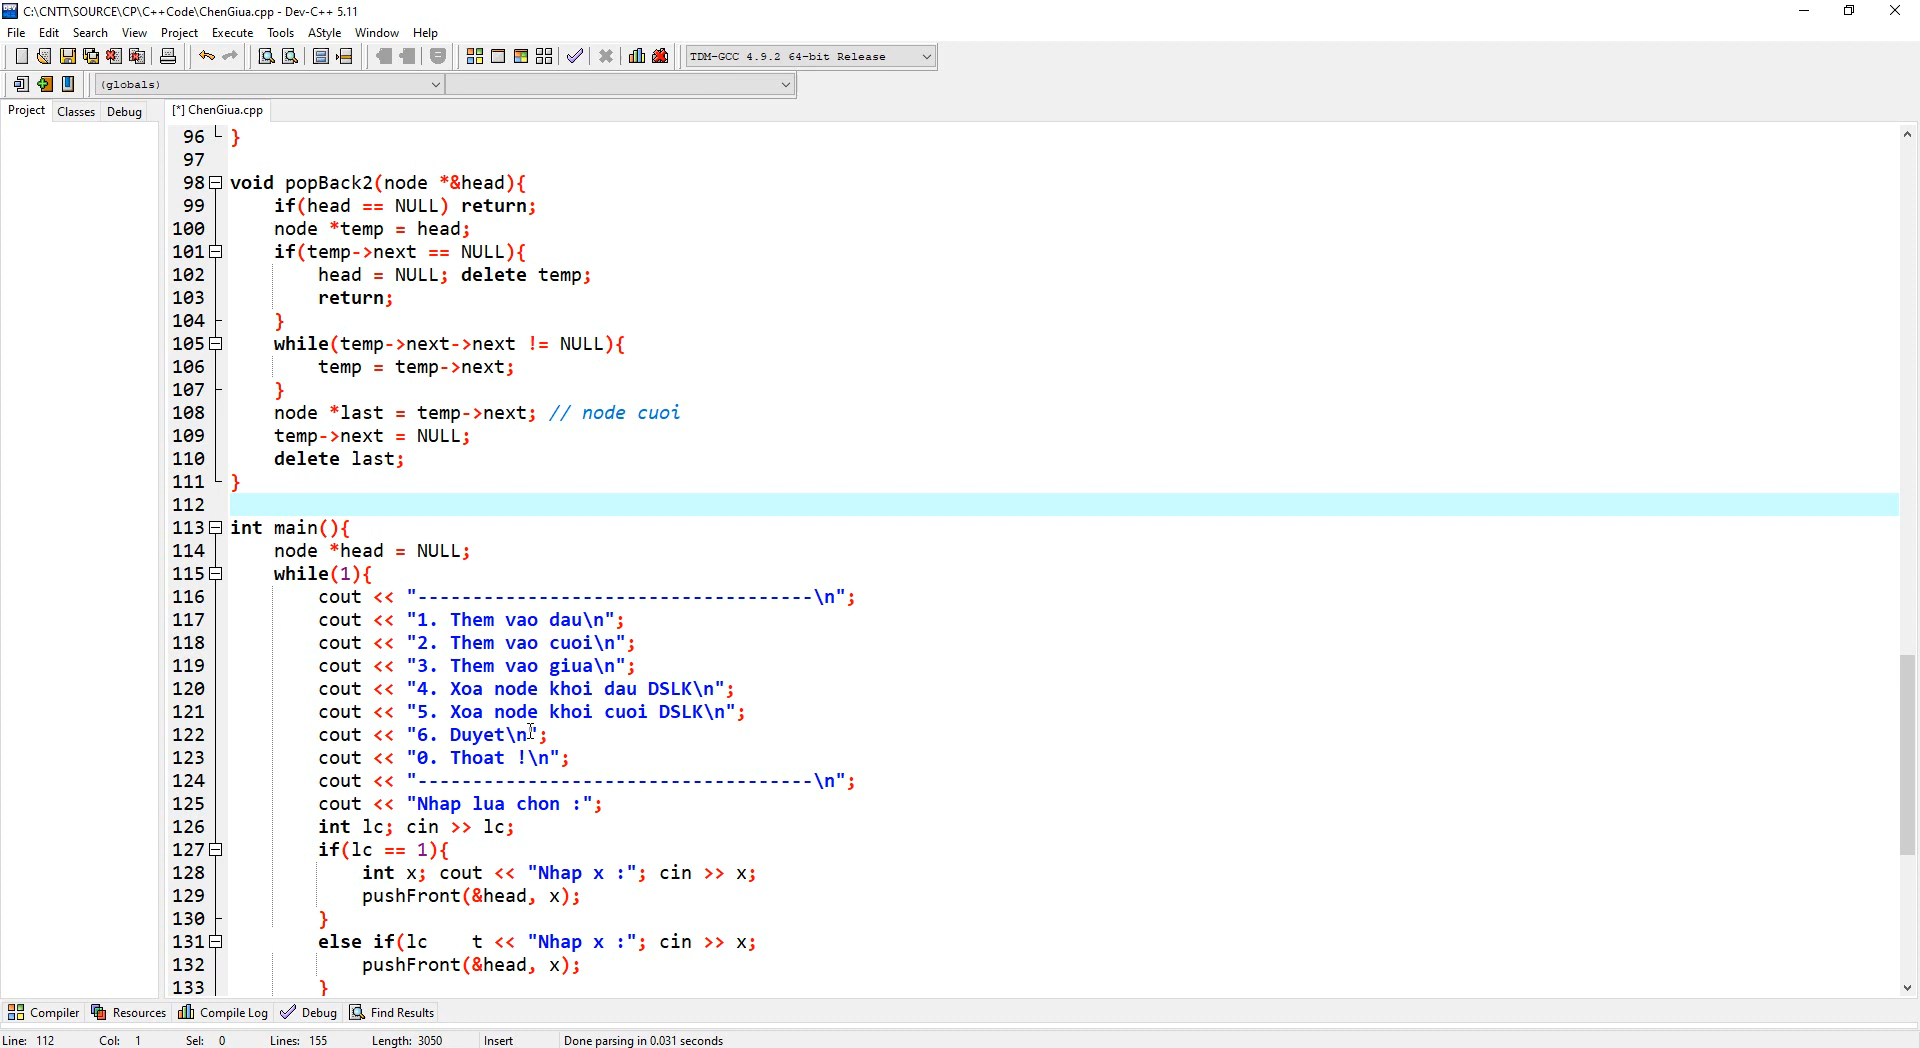 C:\CNTT\SOURCE\CP\C++Code\ChenGiua.cpp - Dev-C++ 5.11
File Edit Search View Project Execute Tools AStyle Window Help
TDM-GCC 4.9.2 64-bit Release
(globals)
Project Classes Debug [*] ChenGiua.cpp
96 }
97
98 void popBack2(node *&head){
99 if(head == NULL) return;
100 node *temp = head;
101 if(temp->next == NULL){
102 head = NULL; delete temp;
103 return;
104 }
105 while(temp->next->next != NULL){
106 temp = temp->next;
107 }
108 node *last = temp->next; // node cuoi
109 temp->next = NULL;
110 delete last;
111 }
112
113 int main(){
114 node *head = NULL;
115 while(1){
116 cout << "------------------------------------\n";
117 cout << "1. Them vao dau\n";
118 cout << "2. Them vao cuoi\n";
119 cout << "3. Them vao giua\n";
120 cout << "4. Xoa node khoi dau DSLK\n";
121 cout << "5. Xoa node khoi cuoi DSLK\n";
122 cout << "6. Duyet\n";
123 cout << "0. Thoat !\n";
124 cout << "------------------------------------\n";
125 cout << "Nhap lua chon :";
126 int lc; cin >> lc;
127 if(lc == 1){
128 int x; cout << "Nhap x :"; cin >> x;
129 pushFront(&head, x);
130 }
131 else if(lc t << "Nhap x :"; cin >> x;
132 pushFront(&head, x);
133 }
Compiler Resources Compile Log Debug Find Results
Line: 112 Col: 1 Sel: 0 Lines: 155 Length: 3050 Insert Done parsing in 0.031 seconds